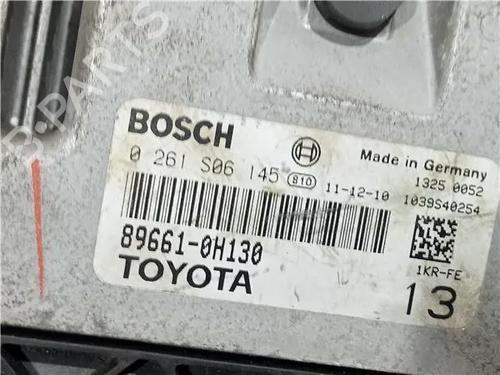 B-PARTS
BOSCH
Made in Germany
0 261 S06 145 810 11-12-10
1325 0052
1039S40254
89661-0H130
1KR-FE
TOYOTA
13